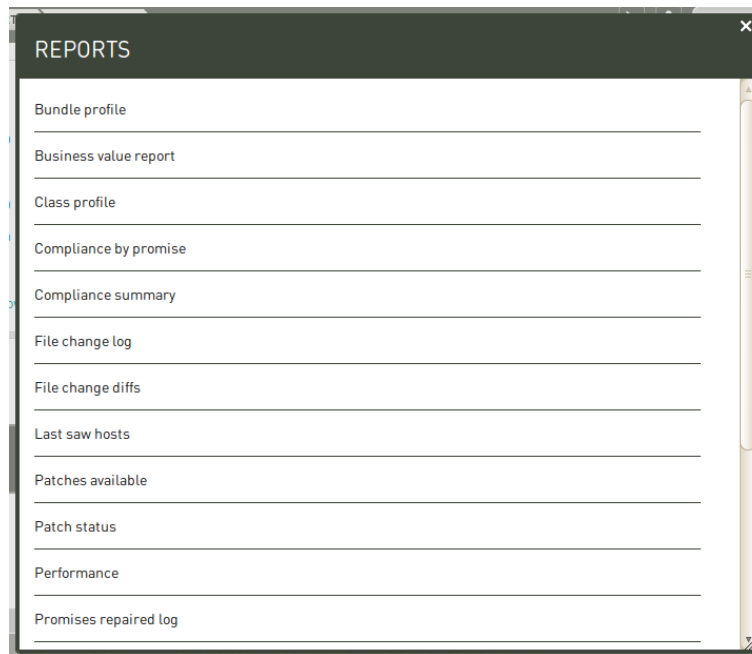 REPORTS
Bundle profile
Business value report
Class profile
Compliance by promise
Compliance summary
File change log
File change diffs
Last saw hosts
Patches available
Patch status
Performance
Promises repaired log